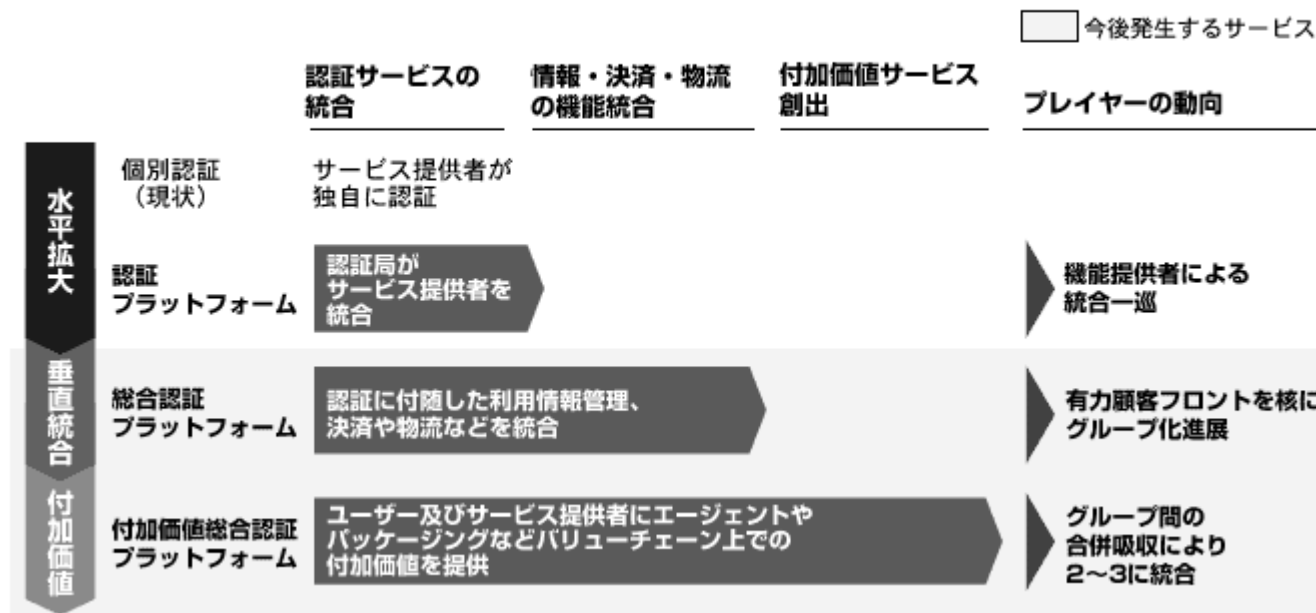 今後発生するサービス
認証サービスの
統合
情報・決済・物流
の機能統合
付加価値サービス
創出
プレイヤーの動向
水平拡大
個別認証
（現状）
サービス提供者が
独自に認証
認証
プラットフォーム
認証局が
サービス提供者を
統合
機能提供者による
統合一巡
垂直統合
総合認証
プラットフォーム
認証に付随した利用情報管理、
決済や物流などを統合
有力顧客フロントを核に
グループ化進展
付加価値
付加価値総合認証
プラットフォーム
ユーザー及びサービス提供者にエージェントや
パッケージングなどバリューチェーン上での
付加価値を提供
グループ間の
合併吸収により
2～3に統合